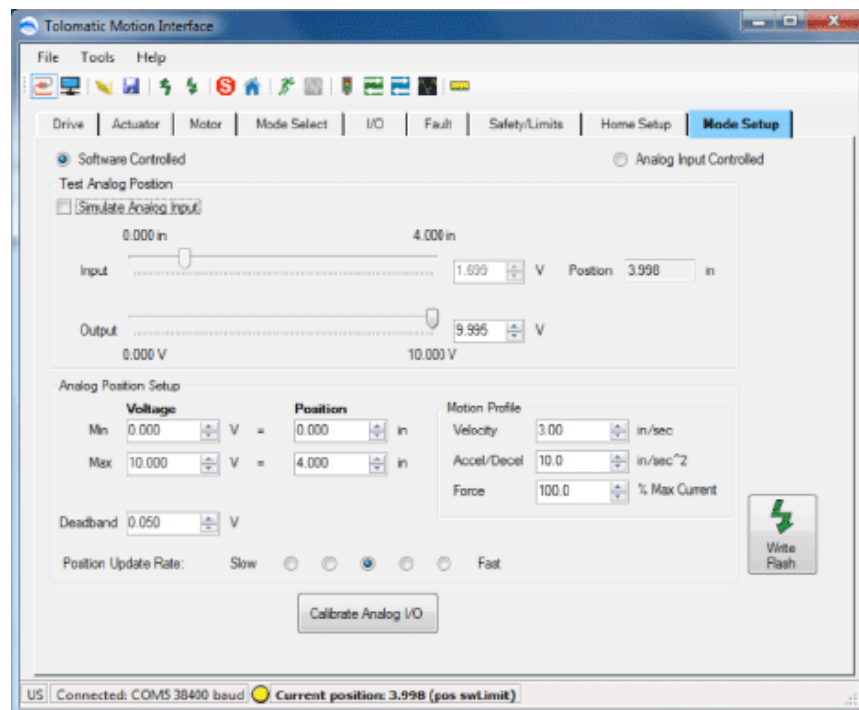 Tolomatic Motion Interface
File Tools Help
Drive Actuator Motor Mode Select I/O Fault Safety/Limits Home Setup Mode Setup
Software Controlled Analog Input Controlled
Test Analog Position
Simulate Analog Input
0.000 in 4.000 in
Input 1.699 V Position 3.998 in
Output 9.995 V
0.000 V 10.000 V
Analog Position Setup
Voltage Position Motion Profile
Min 0.000 V = 0.000 in Velocity 3.00 in/sec
Max 10.000 V = 4.000 in Accel/Decel 10.0 in/sec^2
Force 100.0 % Max Current
Deadband 0.050 V
Write
Flash
Position Update Rate: Slow Fast
Calibrate Analog I/O
US Connected: COM5 38400 baud Current position: 3.998 (pos swLimit)